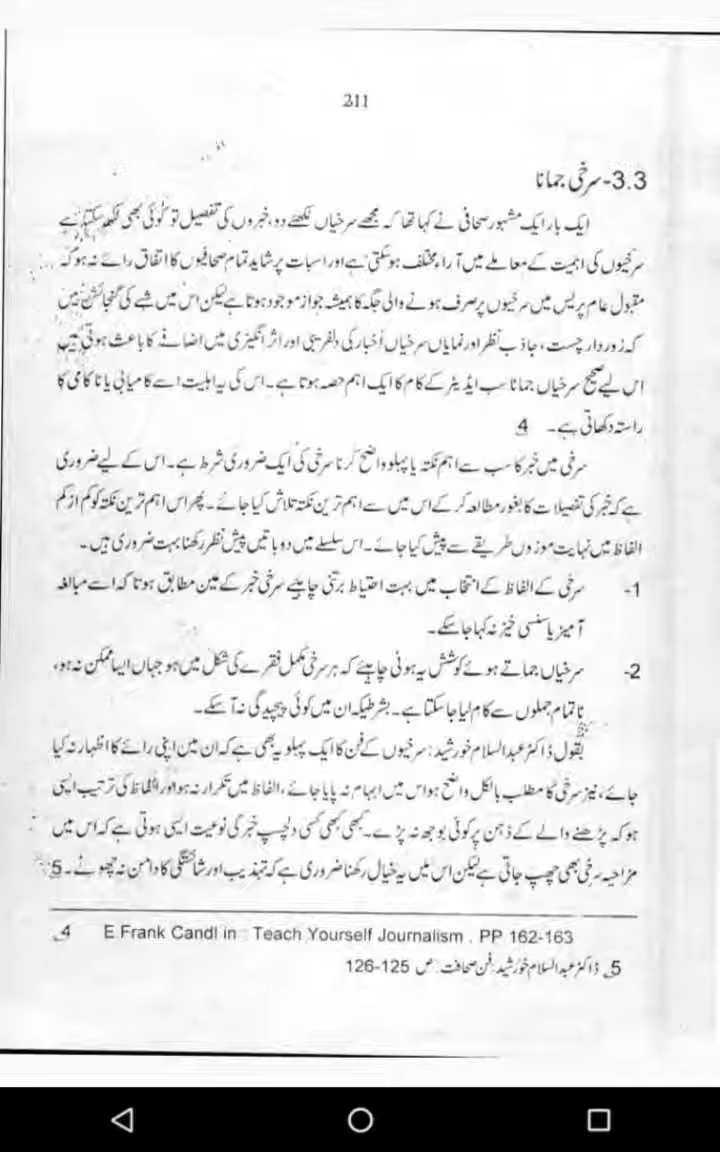 211
3.3-سرخی جمانا
ایک بار ایک مشہور صحافی نے کہا تھا کہ مجھے سرخیاں لکھنے دو، خبروں کی تفصیل تو کوئی بھی لکھ سکتا ہے
سرخیوں کی اہمیت کے معاملے میں آراء مختلف ہوسکتی ہے اور اسبات پر شاید تمام صحافیوں کا اتفاق رائے نہ ہو کہ
مقبول عام پریس میں سرخیوں پر صرف ہونے والی جگہ کا ہمیشہ جواز موجود ہوتا ہے لیکن اس میں شبے کی گنجائش نہیں
کہ زوردار چست، جاذب نظر اور نمایاں سرخیاں اخبار کی دلفریبی اور اثر انگیزی میں اضافے کا باعث ہوتی ہیں
اس لیے صحیح سرخیاں جمانا سب ایڈیٹر کے کام کا ایک اہم حصہ ہوتا ہے۔ اس کی یہ اہلیت اسے کامیابی یا ناکامی کا
راستہ دکھاتی ہے۔ 4
سرخی میں خبر کا سب سے اہم نکتہ یا پہلو واضح کرنا سرخی کی ایک ضروری شرط ہے۔ اس کے لیے ضروری
ہے کہ خبر کی تفصیلات کا بغور مطالعہ کر کے اس میں سے اہم ترین نکتہ تلاش کیا جائے۔ پھر اس اہم ترین نکتہ کو کم از کم
الفاظ میں نہایت موزوں طریقے سے پیش کیا جائے۔ اس سلسلے میں دو باتیں پیش نظر رکھنا بہت ضروری ہیں۔
1- سرخی کے الفاظ کے انتخاب میں بہت احتیاط برتنی چاہیے سرخی خبر کے عین مطابق ہو تا کہ اسے مبالغہ
آمیز یا سنسی خیز نہ کہا جا سکے۔
2- سرخیاں جماتے ہوئے کوشش یہ ہونی چاہیئے کہ ہر سرخی مکمل فقرے کی شکل میں ہو جہاں ایسا ممکن نہ ہو،
نا تمام جملوں سے کام لیا جا سکتا ہے۔ بشرطیکہ ان میں کوئی پیچیدگی نہ آ سکے۔
بقول ڈاکٹر عبدالسلام خورشید: سرخیوں کے فن کا ایک پہلو یہ بھی ہے کہ ان میں اپنی رائے کا اظہار نہ کیا
جائے، نیز سرخی کا مطلب بالکل واضح ہو اس میں ابہام نہ پایا جائے، الفاظ میں تکرار نہ ہو اور الفاظ کی ترتیب ایسی
ہو کہ پڑھنے والے کے ذہن پر کوئی بوجھ نہ پڑے۔ کبھی بھی کسی دلچسپ خبر کی نوعیت ایسی ہوتی ہے کہ اس میں
مزاحیہ سرخی بھی چھپ جاتی ہے لیکن اس میں یہ خیال رکھنا ضروری ہے کہ تہذیب اور شائستگی کا دامن نہ چھوٹے۔ 5
4 E Frank Candl in : Teach Yourself Journalism . PP 162-163
5 ڈاکٹر عبدالسلام خورشید: فن صحافت: ص 125-126